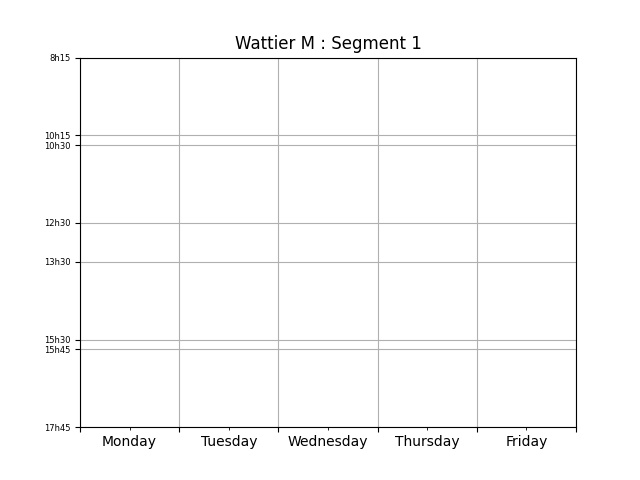 Wattier M : Segment 1
8h15
10h15
10h30
12h30
13h30
15h30
15h45
17h45
Monday Tuesday Wednesday Thursday Friday